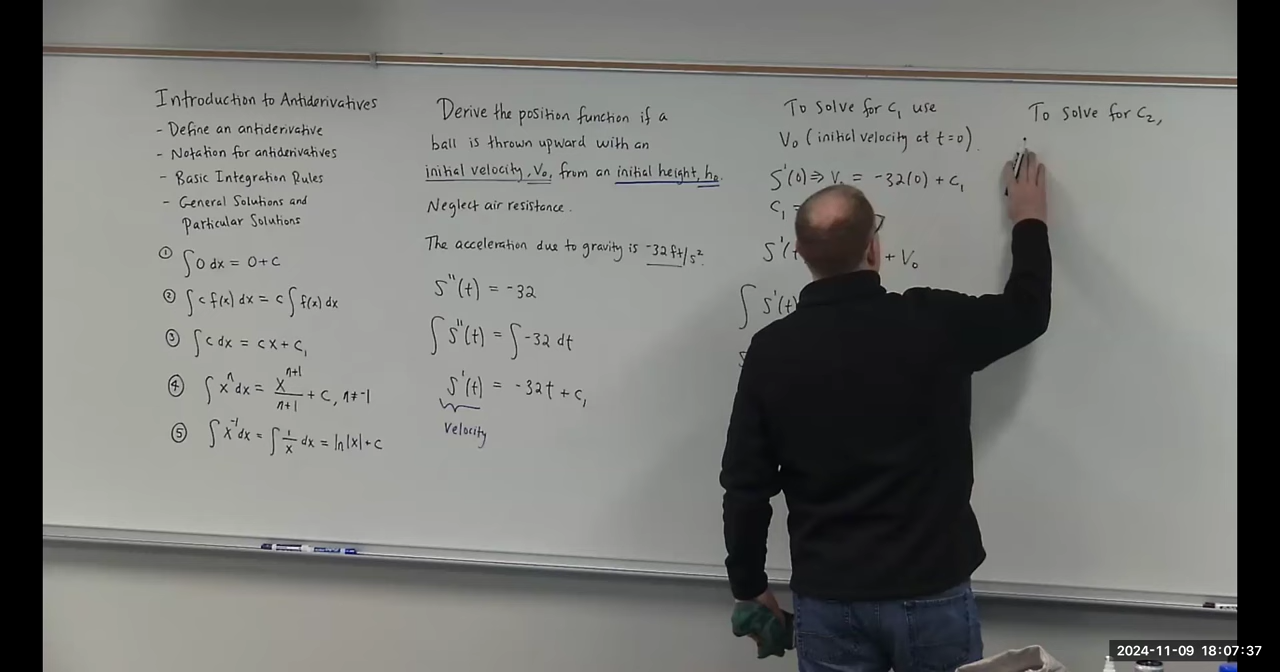 Introduction to Antiderivatives
- Define an antiderivative
- Notation for antiderivatives
- Basic Integration Rules
- General Solutions and
Particular Solutions
① ∫0 dx = 0+c
② ∫c f(x) dx = c∫f(x) dx
③ ∫c dx = cx + c₁
④ ∫xⁿ dx = xⁿ⁺¹/(n+1) + c, n≠-1
⑤ ∫x⁻¹ dx = ∫1/x dx = ln|x| + c
Derive the position function if a
ball is thrown upward with an
initial velocity, V₀, from an initial height, h₀.
Neglect air resistance.
The acceleration due to gravity is -32 ft/s².
S''(t) = -32
∫S''(t) = ∫-32 dt
S'(t) = -32t + c₁
Velocity
To solve for c₁ use
V₀ (initial velocity at t=0).
S'(0) ⇒ V₀ = -32(0) + c₁
c₁ =
S'(t + V₀
∫ S'(t)
To solve for c₂,
2024-11-09 18:07:37